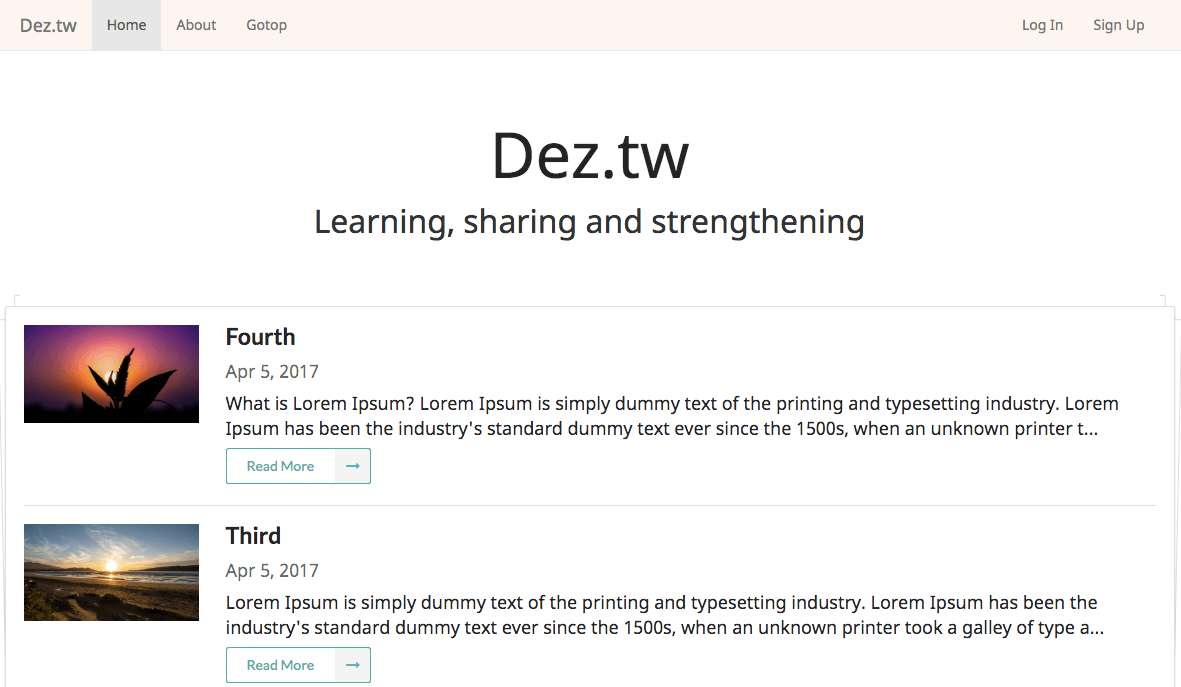 Dez.tw Home About Gotop Log In Sign Up
Dez.tw
Learning, sharing and strengthening
Fourth
Apr 5, 2017
What is Lorem Ipsum? Lorem Ipsum is simply dummy text of the printing and typesetting industry. Lorem
Ipsum has been the industry's standard dummy text ever since the 1500s, when an unknown printer t...
Read More
Third
Apr 5, 2017
Lorem Ipsum is simply dummy text of the printing and typesetting industry. Lorem Ipsum has been the
industry's standard dummy text ever since the 1500s, when an unknown printer took a galley of type a...
Read More